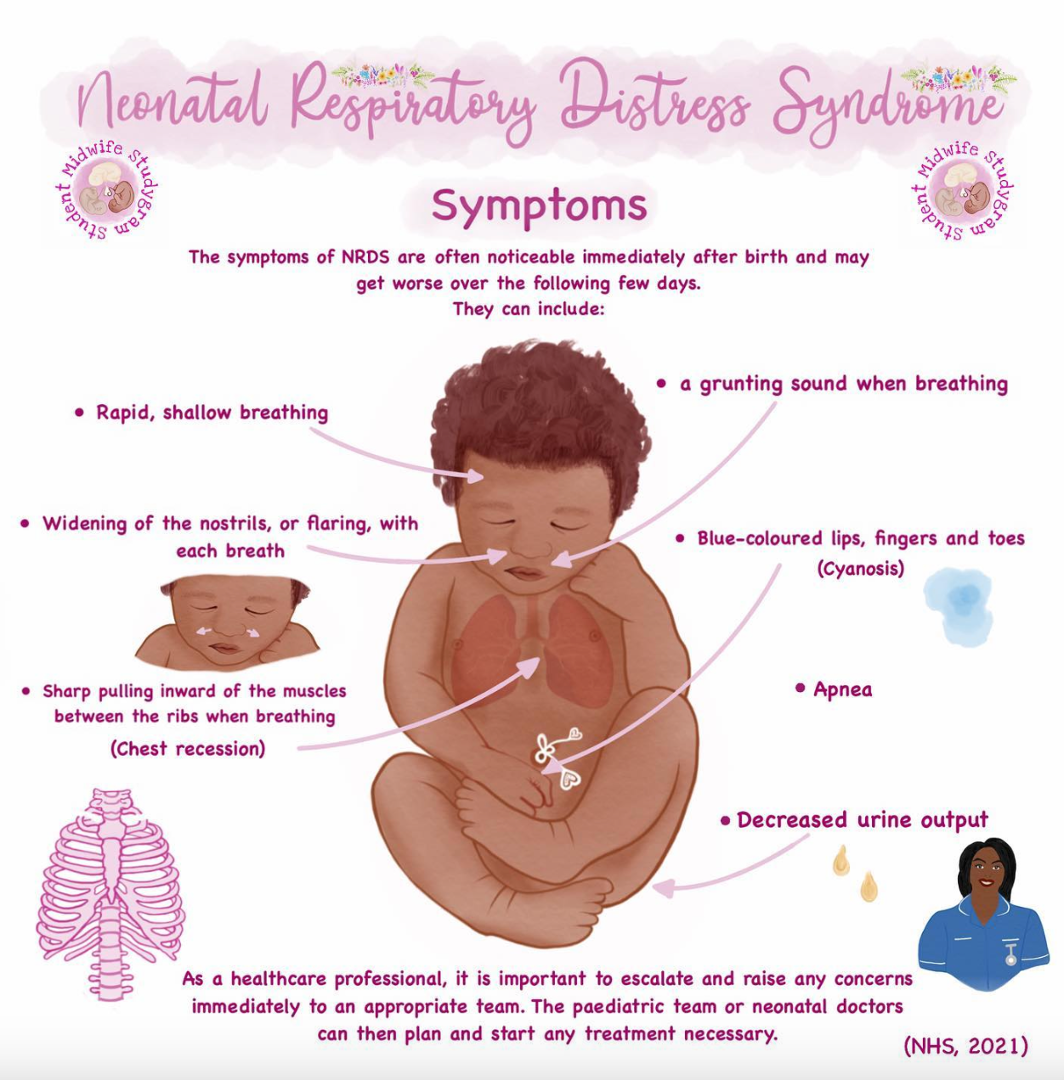 Neonatal Respiratory Distress Syndrome
Student Midwife Studygram
Student Midwife Studygram
Symptoms
The symptoms of NRDS are often noticeable immediately after birth and may
get worse over the following few days.
They can include:
• Rapid, shallow breathing
• a grunting sound when breathing
• Widening of the nostrils, or flaring, with
each breath
• Blue-coloured lips, fingers and toes
(Cyanosis)
• Sharp pulling inward of the muscles
between the ribs when breathing
(Chest recession)
• Apnea
• Decreased urine output
As a healthcare professional, it is important to escalate and raise any concerns
immediately to an appropriate team. The paediatric team or neonatal doctors
can then plan and start any treatment necessary.
(NHS, 2021)